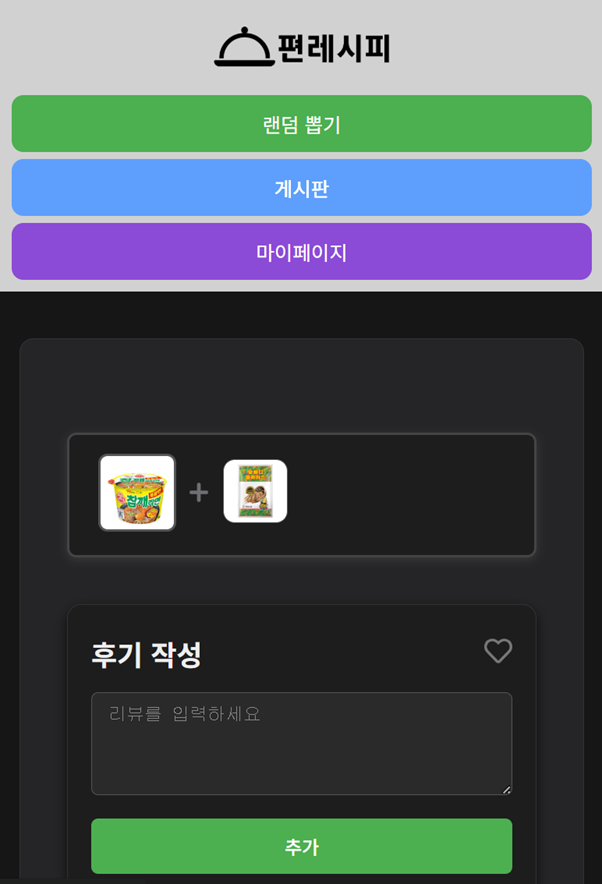 편레시피
랜덤 뽑기
게시판
마이페이지
참깨
후기 작성
리뷰를 입력하세요
추가